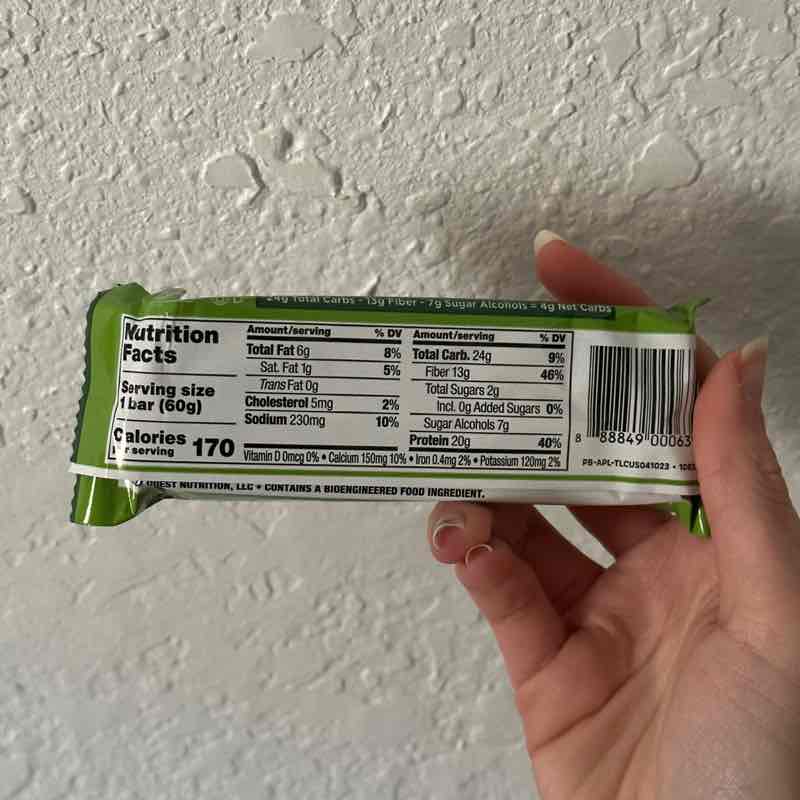 24g Total Carbs - 13g Fiber - 7g Sugar Alcohols = 4g Net Carbs
Nutrition
Facts
Serving size
1 bar (60g)
Calories
per serving
170
Amount/serving % DV
Total Fat 6g 8%
Sat. Fat 1g 5%
Trans Fat 0g
Cholesterol 5mg 2%
Sodium 230mg 10%
Amount/serving % DV
Total Carb. 24g 9%
Fiber 13g 46%
Total Sugars 2g
Incl. 0g Added Sugars 0%
Sugar Alcohols 7g
Protein 20g 40%
Vitamin D 0mcg 0% • Calcium 150mg 10% • Iron 0.4mg 2% • Potassium 120mg 2%
8 88849 00063
PB-APL-TLCUS041023 •
QUEST NUTRITION, LLC • CONTAINS A BIOENGINEERED FOOD INGREDIENT.